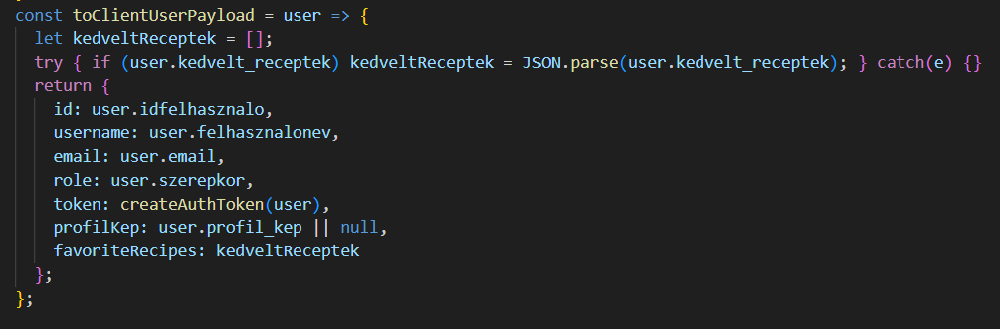 const toClientUserPayload = user => {
let kedveltReceptek = [];
try { if (user.kedvelt_receptek) kedveltReceptek = JSON.parse(user.kedvelt_receptek); } catch(e) {}
return {
id: user.idfelhasznalo,
username: user.felhasznalonev,
email: user.email,
role: user.szerepkor,
token: createAuthToken(user),
profilKep: user.profil_kep || null,
favoriteRecipes: kedveltReceptek
};
};